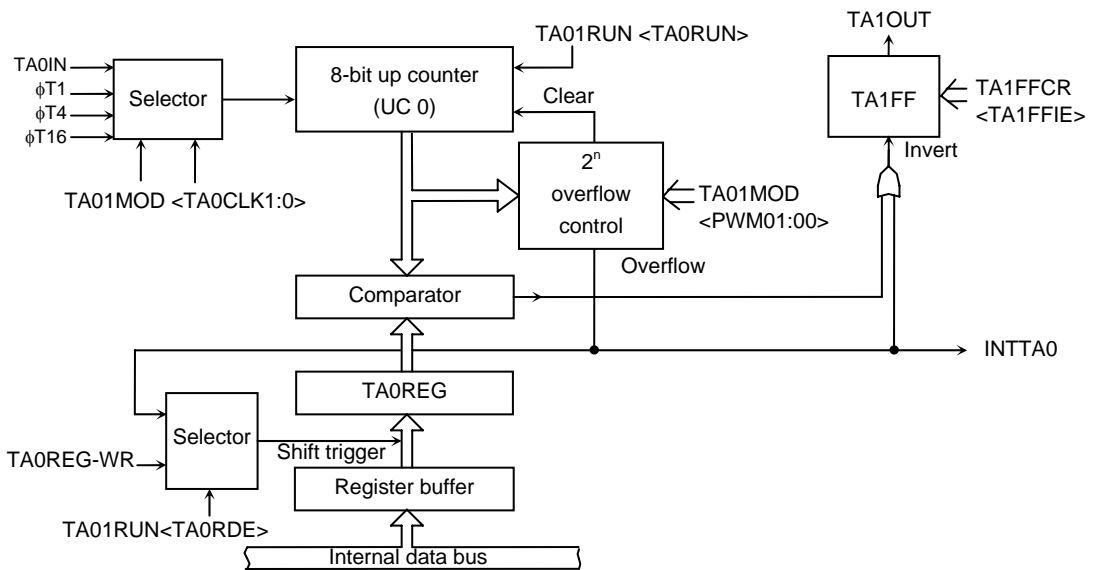 TA1OUT
TA01RUN <TA0RUN>
TA0IN
ϕT1
ϕT4
ϕT16
Selector
8-bit up counter
(UC 0)
Clear
TA1FF
TA1FFCR
<TA1FFIE>
Invert
TA01MOD <TA0CLK1:0>
2ⁿ
overflow
control
TA01MOD
<PWM01:00>
Overflow
Comparator
INTTA0
TA0REG
Selector
Shift trigger
TA0REG-WR
Register buffer
TA01RUN<TA0RDE>
Internal data bus